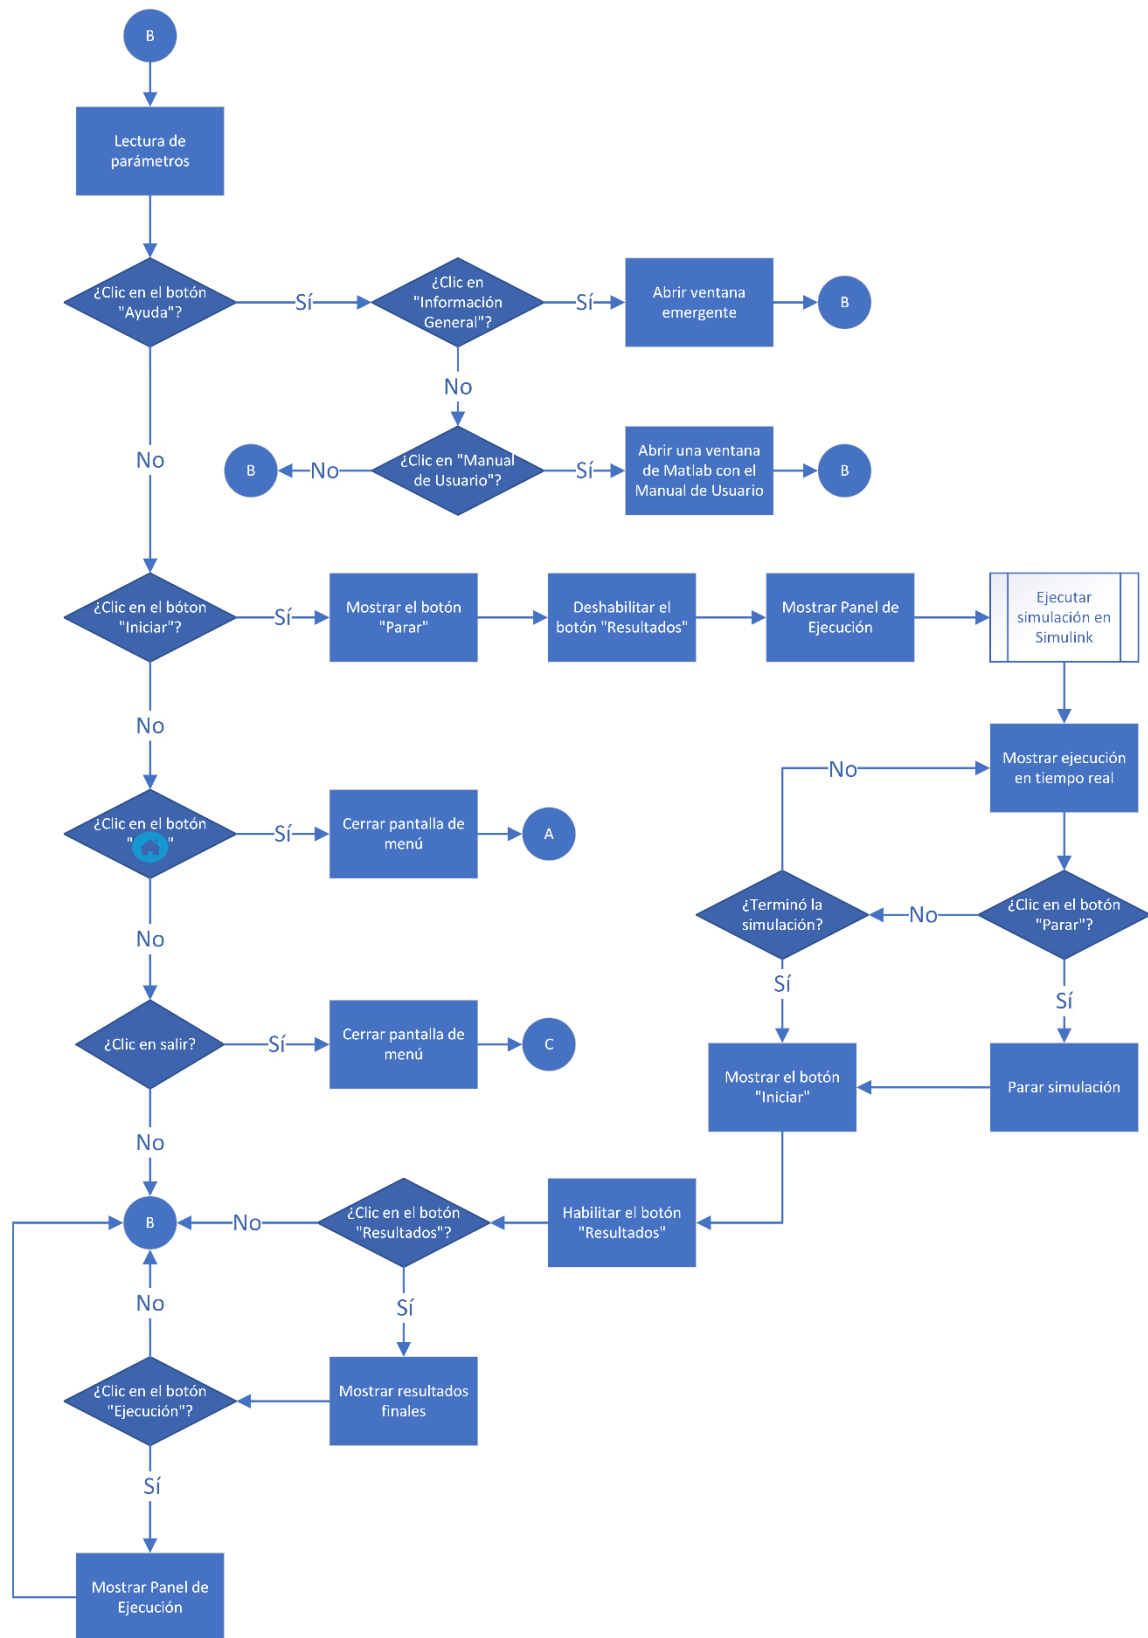 B
Lectura de
parámetros
¿Clic en el botón
"Ayuda"?
Sí
¿Clic en
"Información
General"?
Sí
Abrir ventana
emergente
B
No
No
¿Clic en "Manual
de Usuario"?
No
B
Sí
Abrir una ventana
de Matlab con el
Manual de Usuario
B
¿Clic en el bóton
"Iniciar"?
Sí
Mostrar el botón
"Parar"
Deshabilitar el
botón "Resultados"
Mostrar Panel de
Ejecución
Ejecutar
simulación en
Simulink
No
Mostrar ejecución
en tiempo real
No
¿Clic en el botón
" "
Sí
Cerrar pantalla de
menú
A
¿Terminó la
simulación?
No
¿Clic en el botón
"Parar"?
No
Sí
Sí
¿Clic en salir?
Sí
Cerrar pantalla de
menú
C
Mostrar el botón
"Iniciar"
Parar simulación
No
B
No
¿Clic en el botón
"Resultados"?
Habilitar el botón
"Resultados"
No
Sí
¿Clic en el botón
"Ejecución"?
Mostrar resultados
finales
Sí
Mostrar Panel de
Ejecución